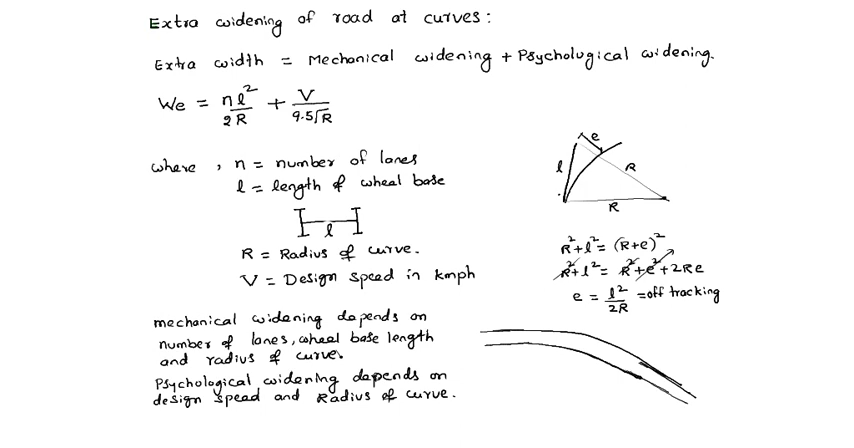 Extra widening of road at curves:
Extra width = Mechanical widening + Psychological widening.
We = nl²/2R + V/9.5√R
where, n = number of lanes
l = length of wheel base
l
R = Radius of curve.
V = Design speed in kmph
mechanical widening depends on
number of lanes, wheel base length
and radius of curve.
Psychological widening depends on
design speed and Radius of curve.
e
l
R
R
R²+l² = (R+e)²
R²+l² = R²+e²+2Re
e = l²/2R = off tracking